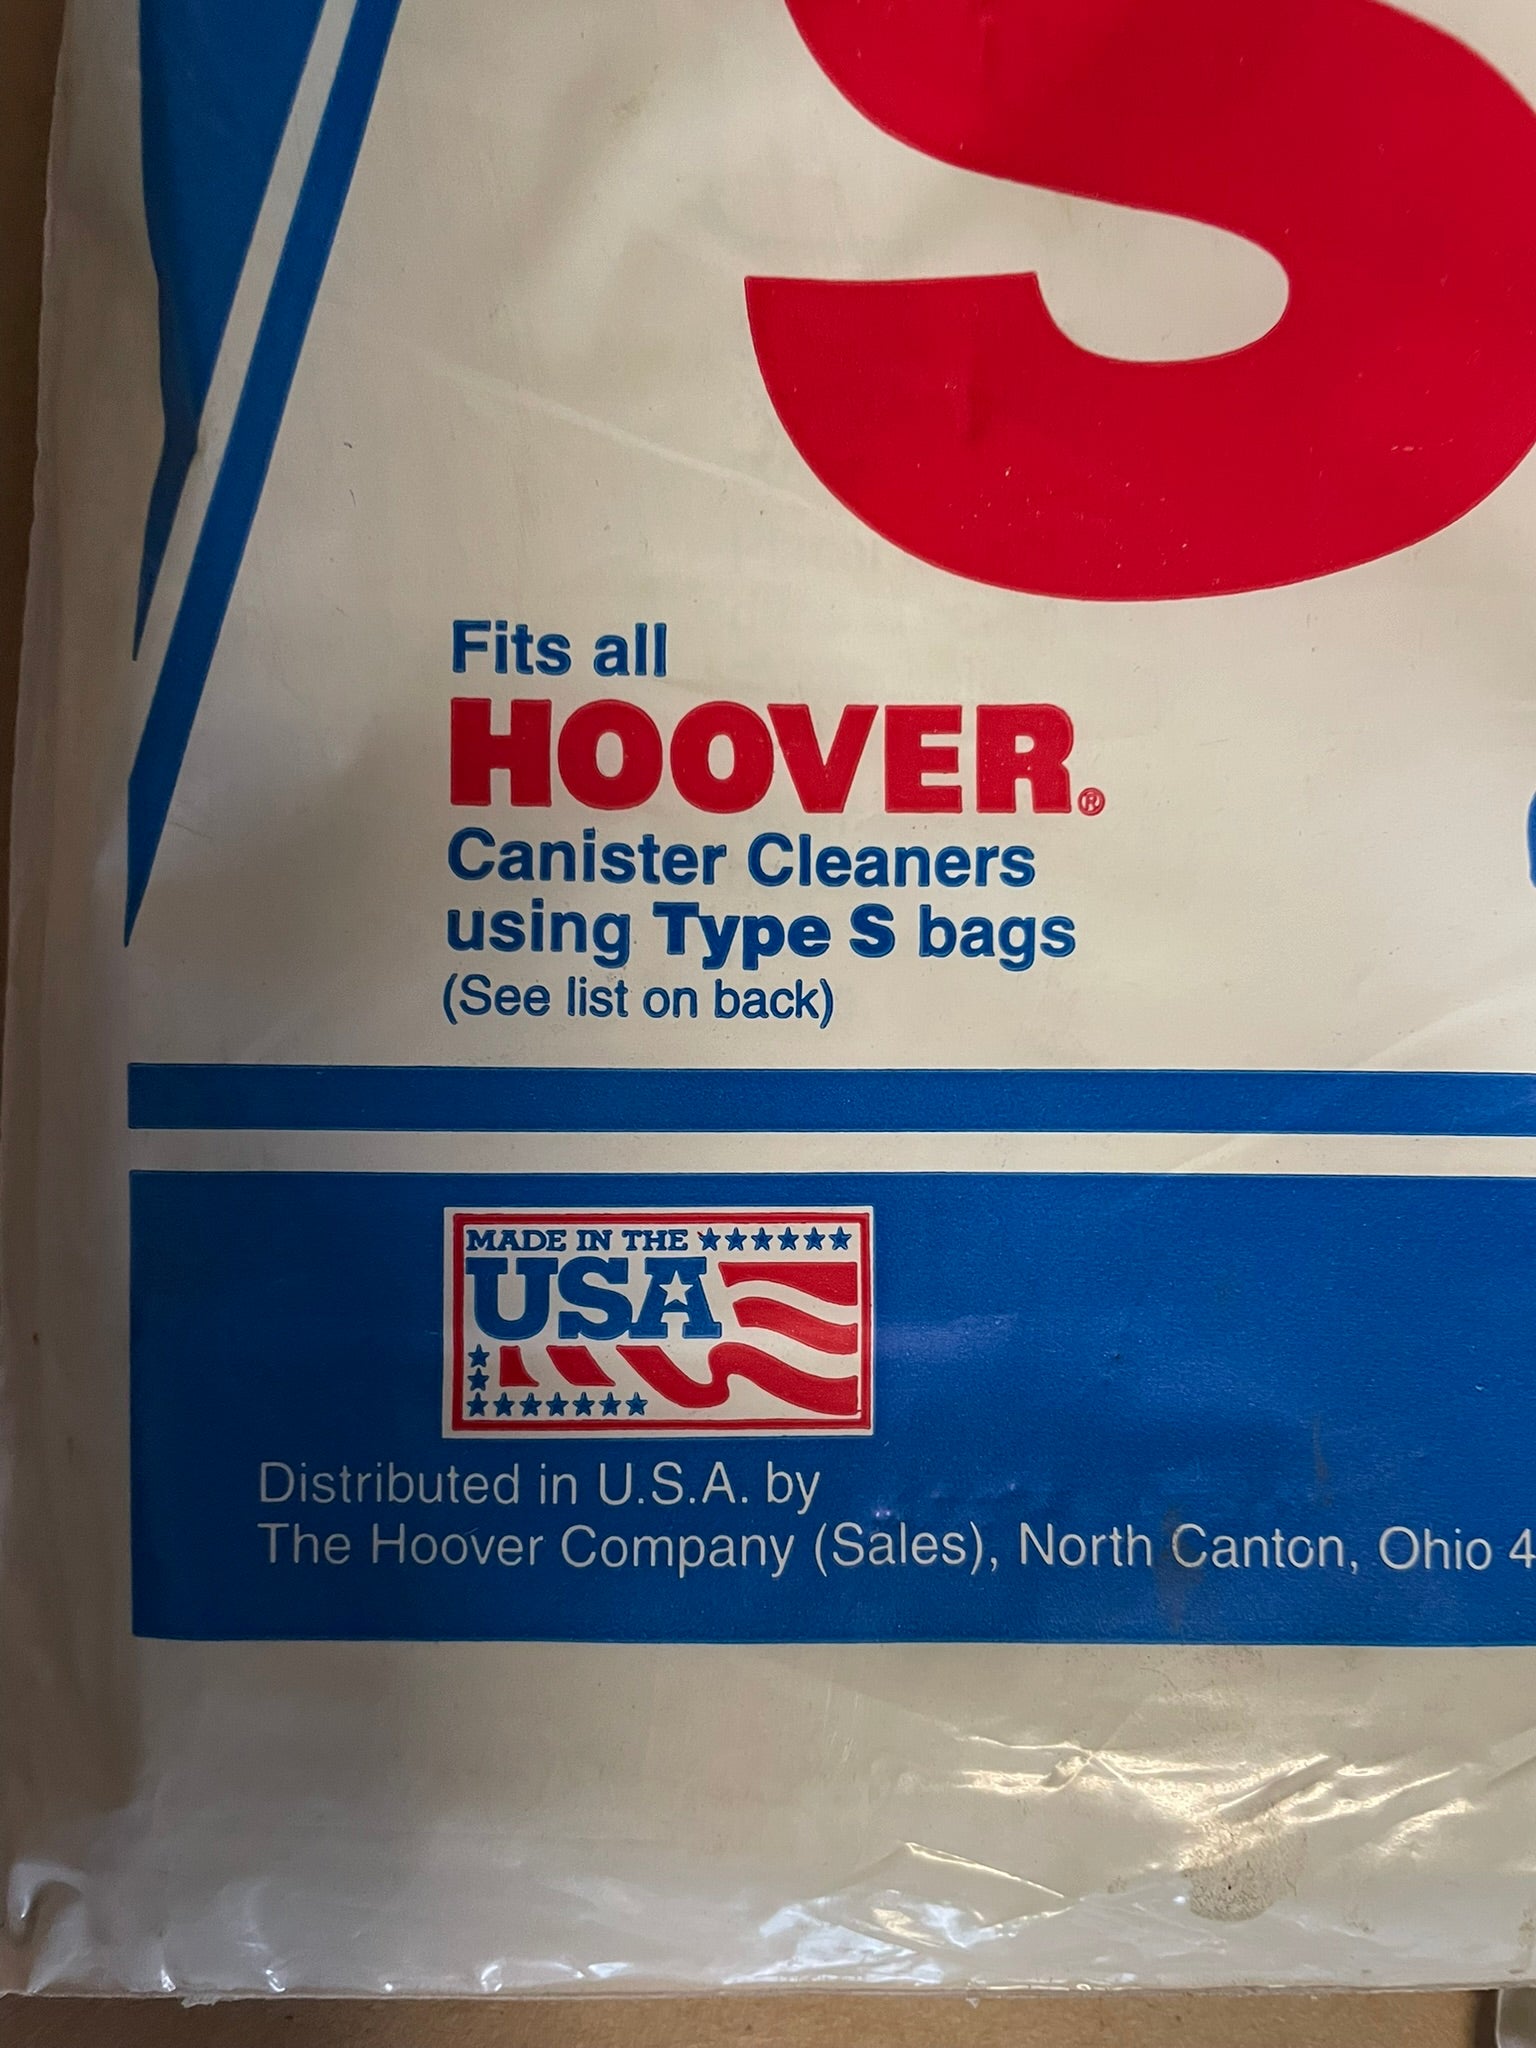 S
Fits all
HOOVER®
Canister Cleaners
using Type S bags
(See list on back)
MADE IN THE
USA
Distributed in U.S.A. by
The Hoover Company (Sales), North Canton, Ohio 4